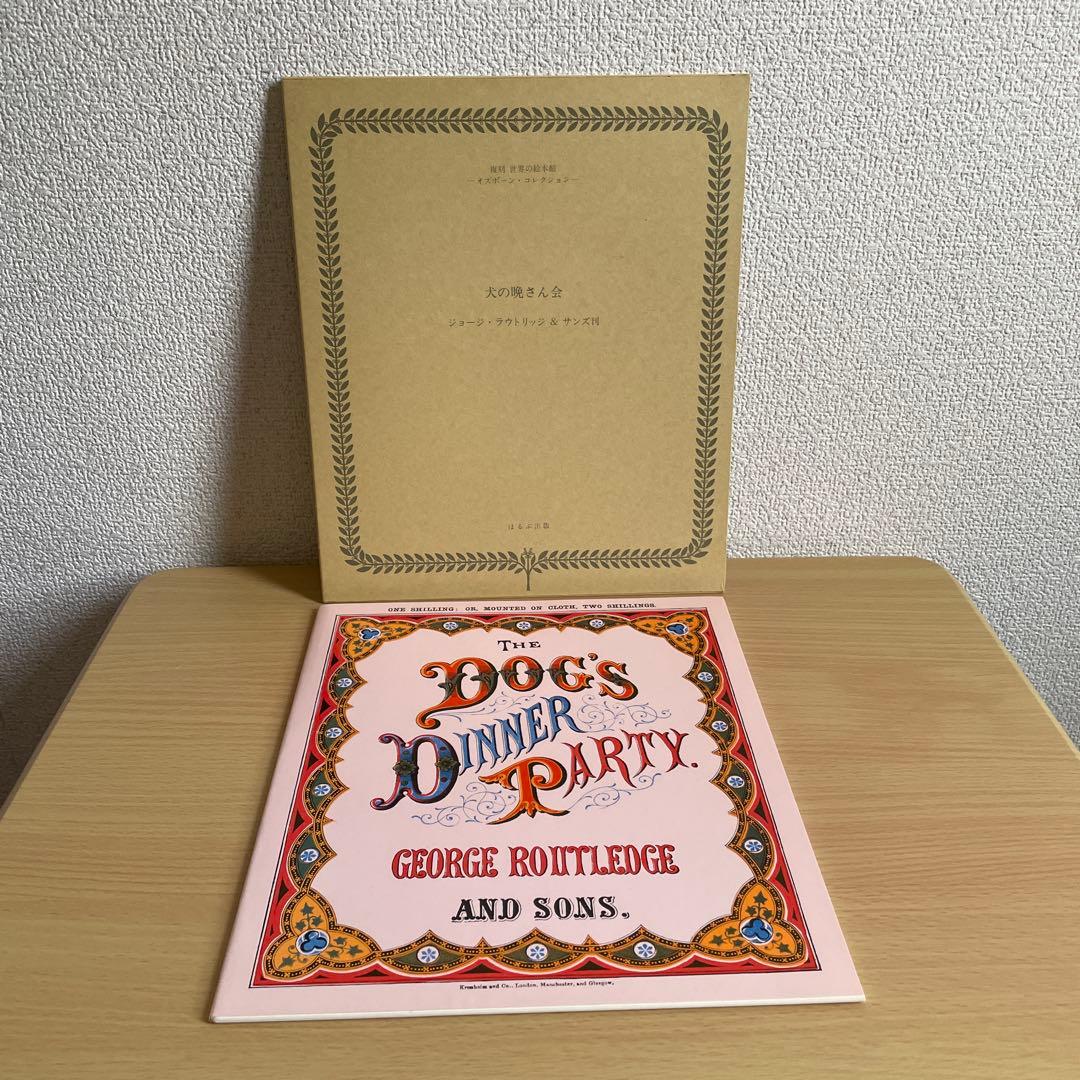 復刻 世界の絵本館
—オズボーン・コレクション—
犬の晩さん会
ジョージ・ラウトリッジ & サンズ刊
ほるぷ出版
ONE SHILLING; OR, MOUNTED ON CLOTH, TWO SHILLINGS.
THE
DOG'S
DINNER
PARTY.
GEORGE ROUTLEDGE
AND SONS.
Kronheim and Co., London, Manchester, and Glasgow.